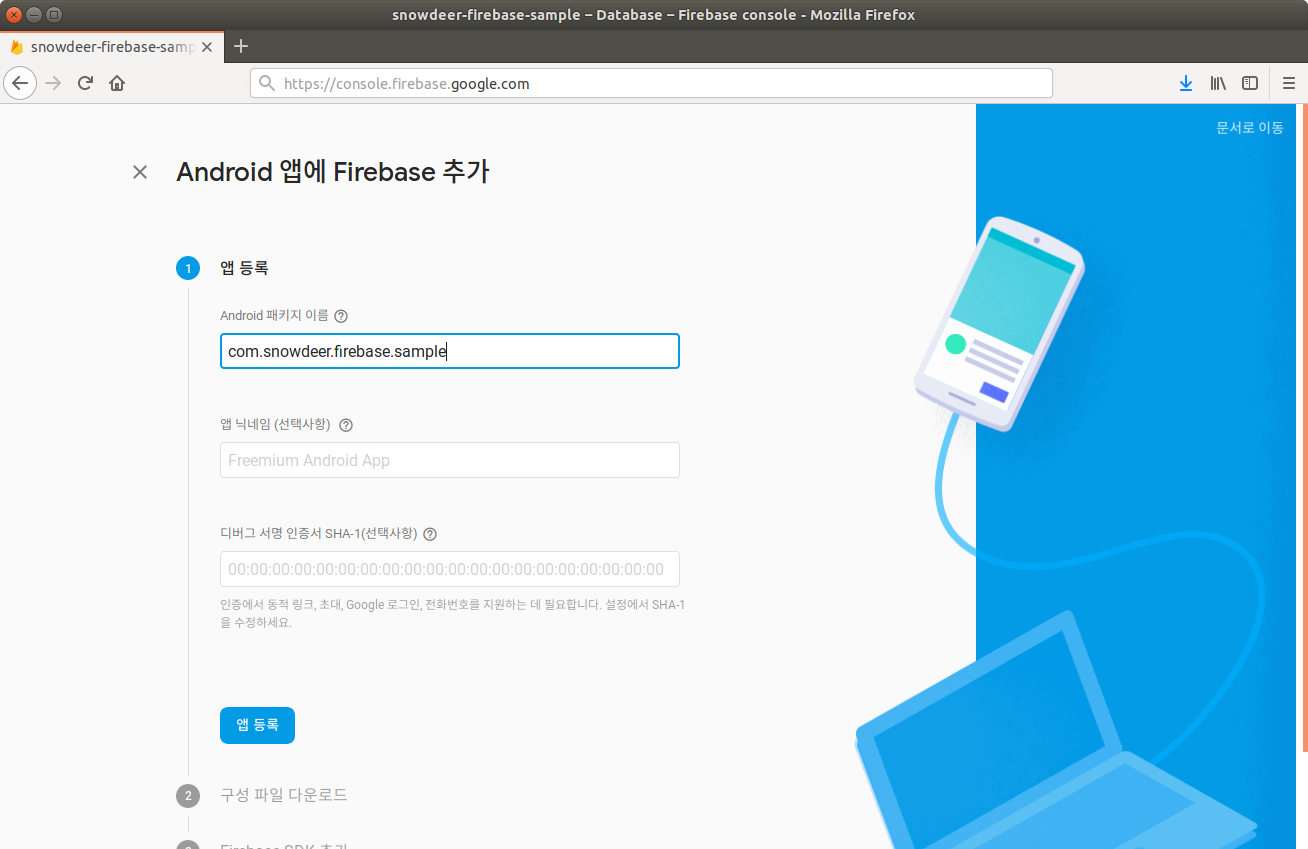 snowdeer-firebase-sample – Database – Firebase console - Mozilla Firefox
snowdeer-firebase-samp
https://console.firebase.google.com
문서로 이동
Android 앱에 Firebase 추가
1 앱 등록
Android 패키지 이름
com.snowdeer.firebase.sample
앱 닉네임 (선택사항)
Freemium Android App
디버그 서명 인증서 SHA-1(선택사항)
00:00:00:00:00:00:00:00:00:00:00:00:00:00:00:00:00:00:00:00
인증에서 동적 링크, 초대, Google 로그인, 전화번호를 지원하는 데 필요합니다. 설정에서 SHA-1
을 수정하세요.
앱 등록
2 구성 파일 다운로드
Firebase SDK 추가